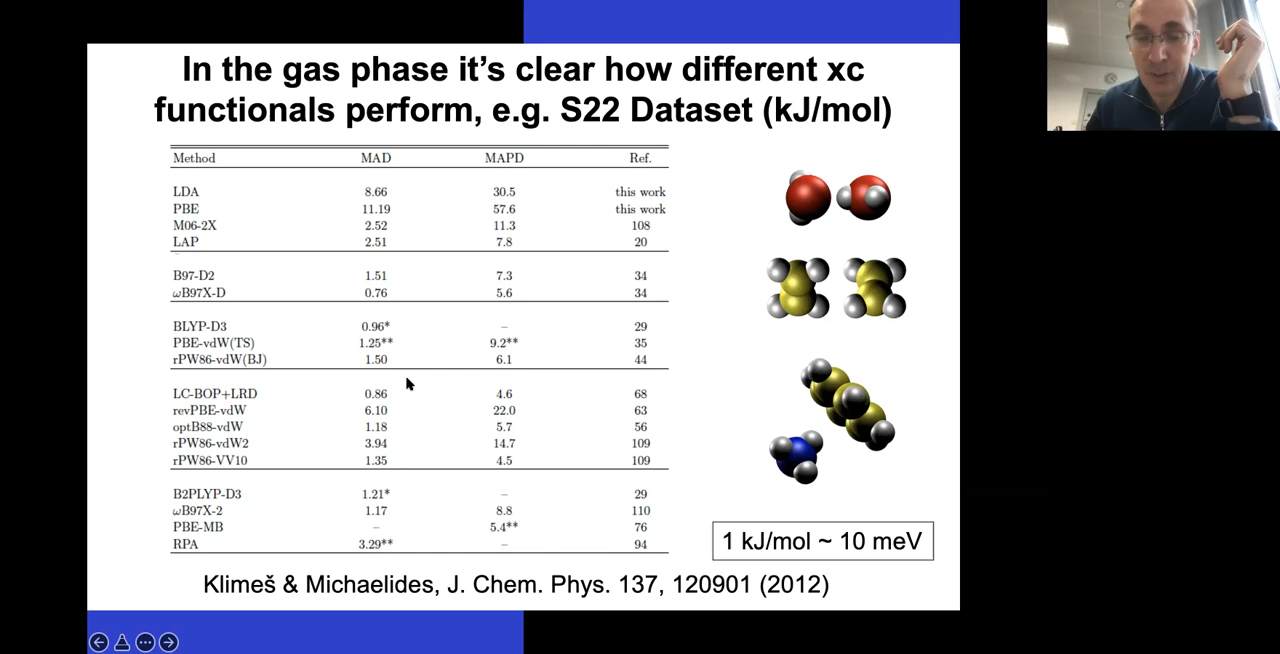 In the gas phase it's clear how different xc
functionals perform, e.g. S22 Dataset (kJ/mol)
Method MAD MAPD Ref.
LDA 8.66 30.5 this work
PBE 11.19 57.6 this work
M06-2X 2.52 11.3 108
LAP 2.51 7.8 20
B97-D2 1.51 7.3 34
ωB97X-D 0.76 5.6 34
BLYP-D3 0.96* – 29
PBE-vdW(TS) 1.25** 9.2** 35
rPW86-vdW(BJ) 1.50 6.1 44
LC-BOP+LRD 0.86 4.6 68
revPBE-vdW 6.10 22.0 63
optB88-vdW 1.18 5.7 56
rPW86-vdW2 3.94 14.7 109
rPW86-VV10 1.35 4.5 109
B2PLYP-D3 1.21* – 29
ωB97X-2 1.17 8.8 110
PBE-MB – 5.4** 76
RPA 3.29** – 94
1 kJ/mol ~ 10 meV
Klimeš & Michaelides, J. Chem. Phys. 137, 120901 (2012)